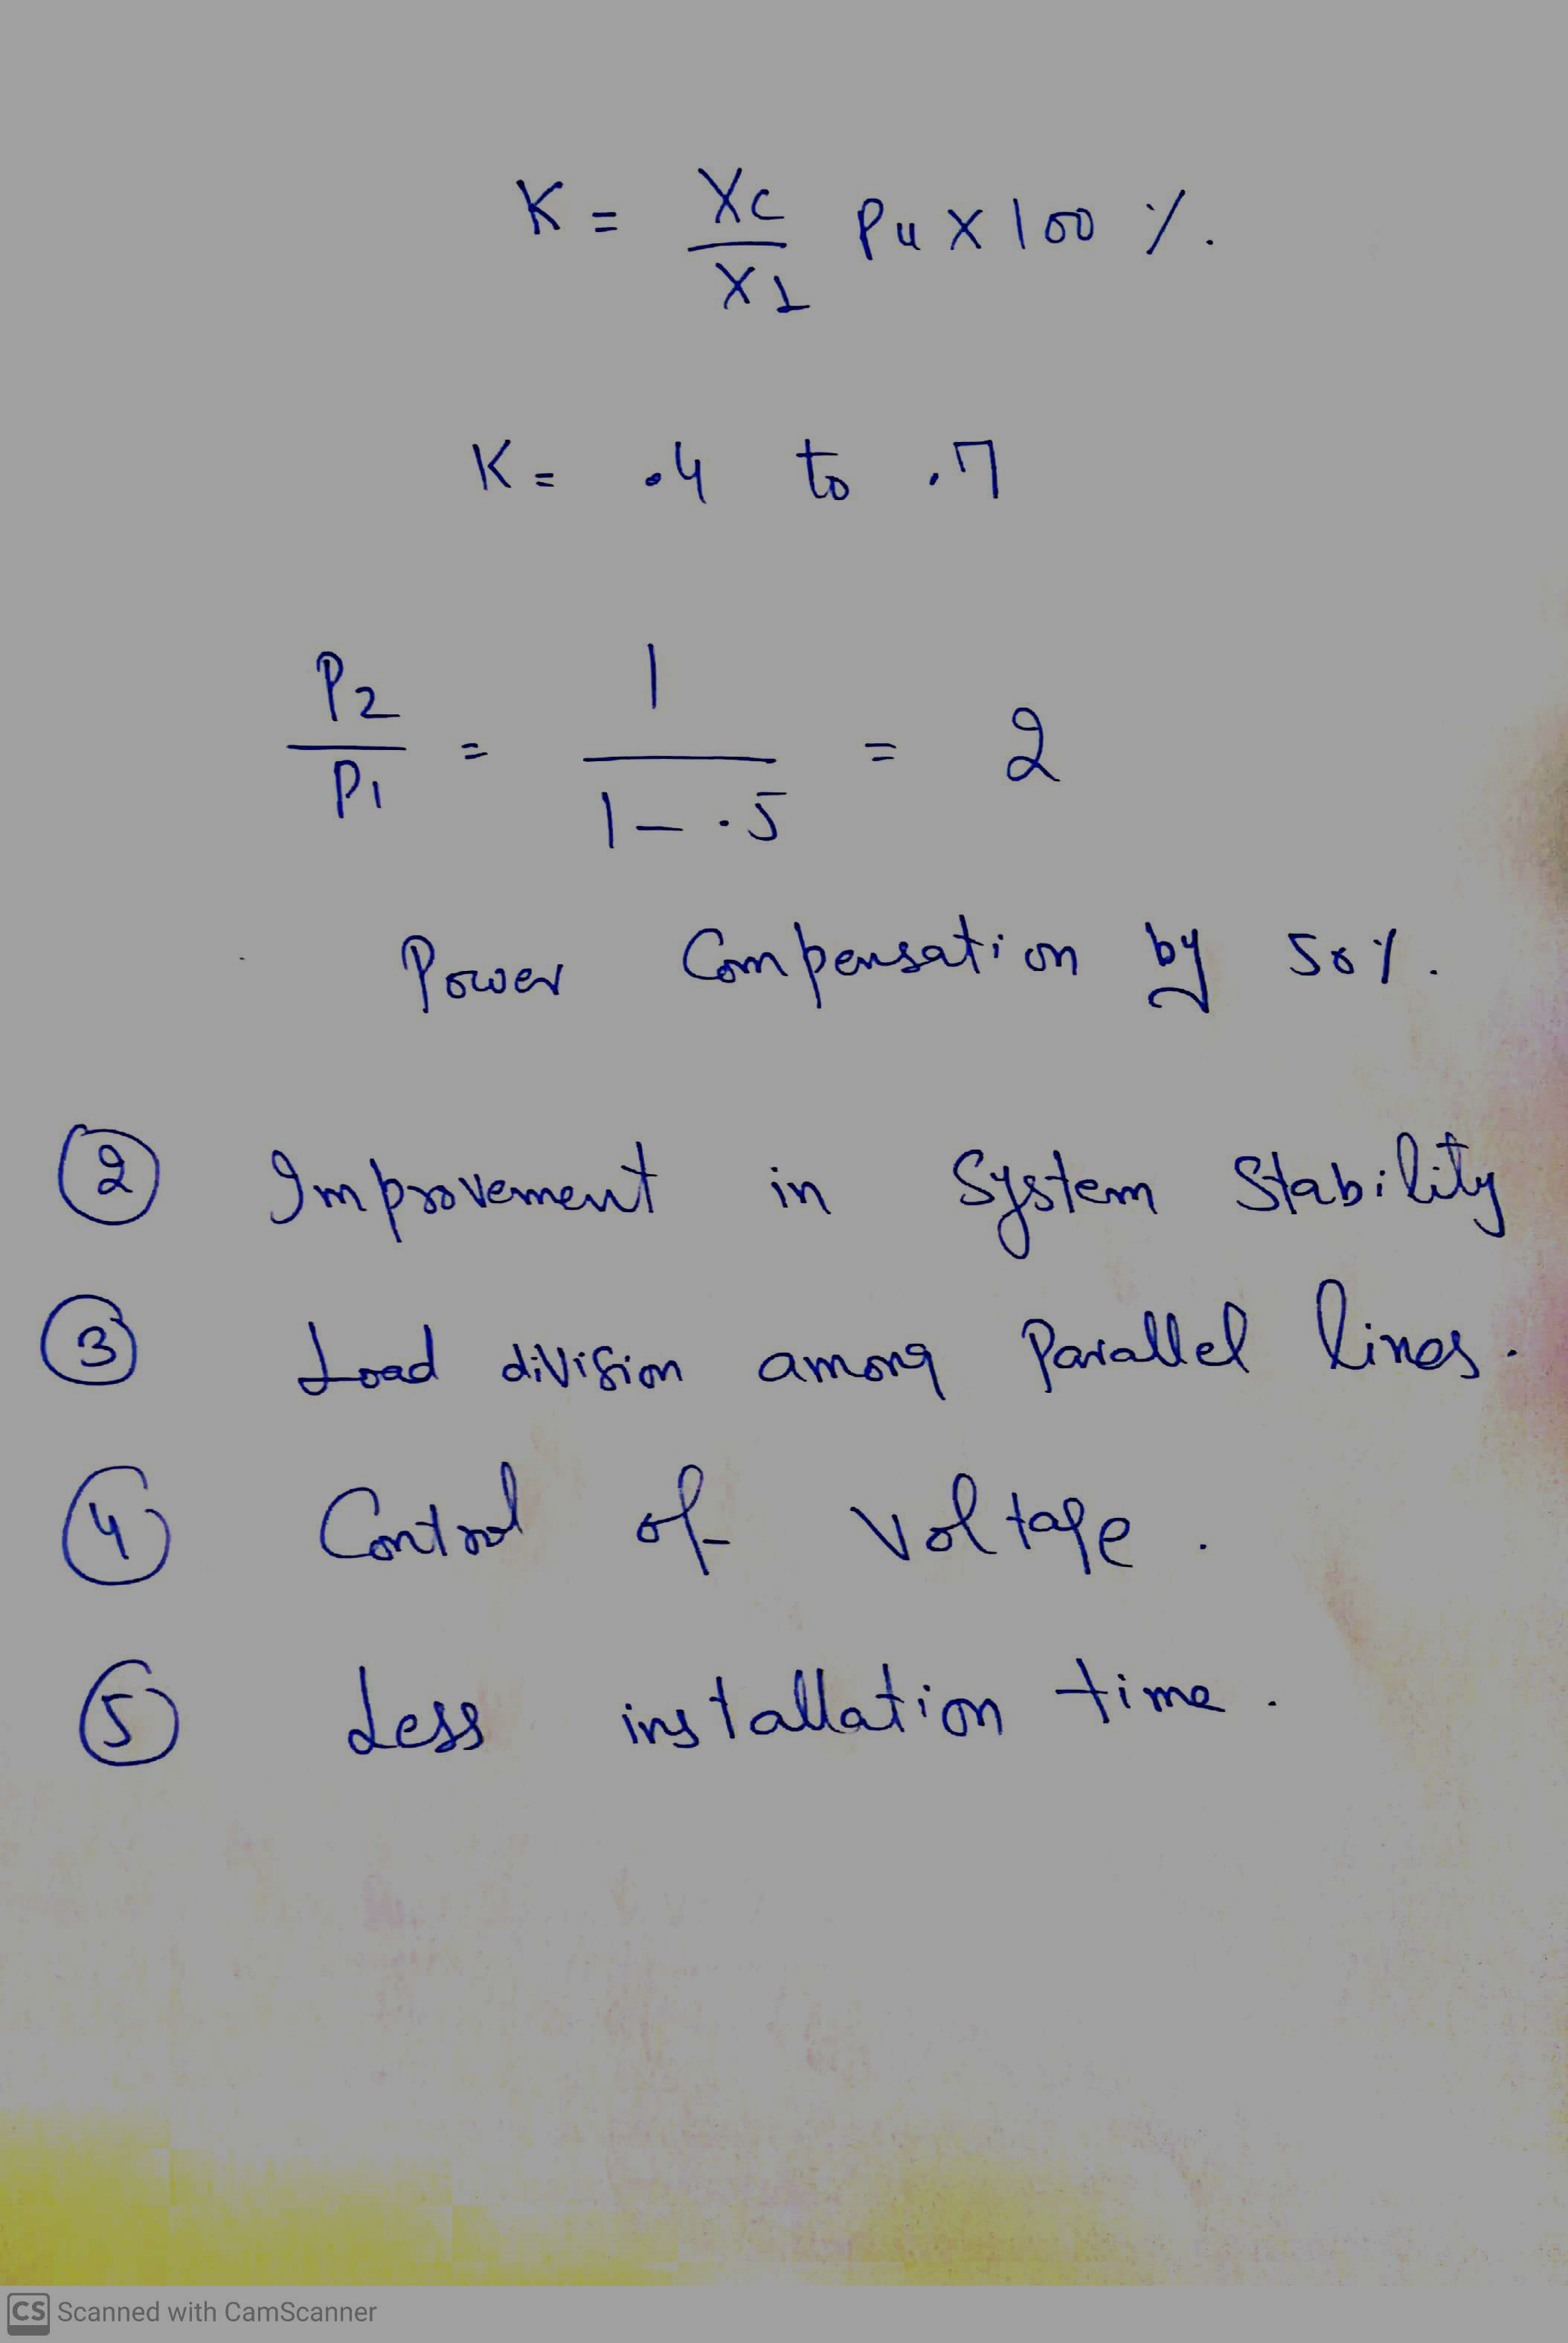 K = Xc/X1 Pu X 100 %.
K = .4 to .7
P2/P1 = 1/1-.5 = 2
Power Compensation by 50%.
2 Improvement in System Stability
3 Load division among Parallel lines.
4 Control of Voltage.
5 Less installation time.
CS Scanned with CamScanner